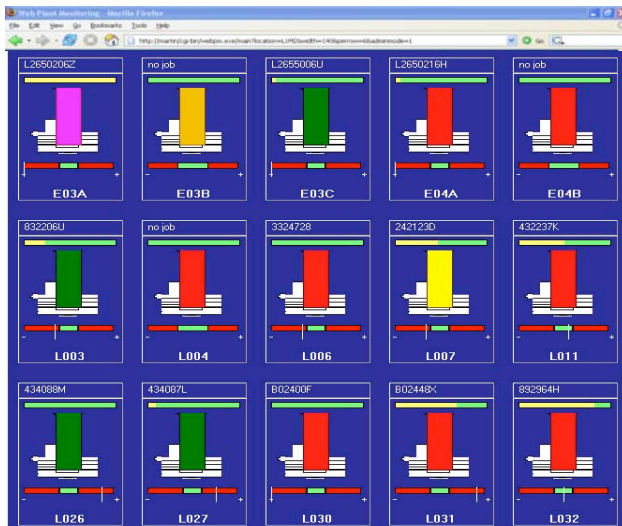 Web Plant Monitoring - Mozilla Firefox
File Edit View Go Bookmarks Tools Help
L2650206Z no job L2655006U L2650216H no job
- + - + - + - + - +
E03A E03B E03C E04A E04B
832206U no job 3324728 242123D 432237K
- + - + - + - + - +
L003 L004 L006 L007 L011
434088M 434087L B02400F B02448X 892964H
- + - + - + - + - +
L026 L027 L030 L031 L032